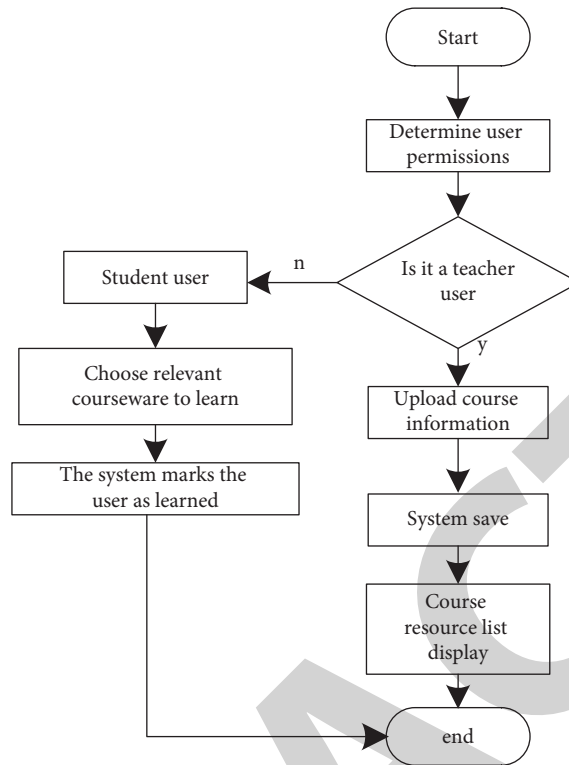 Start
Determine user
permissions
Is it a teacher
user
n
Student user
y
Choose relevant
courseware to learn
Upload course
information
The system marks the
user as learned
System save
Course
resource list
display
end